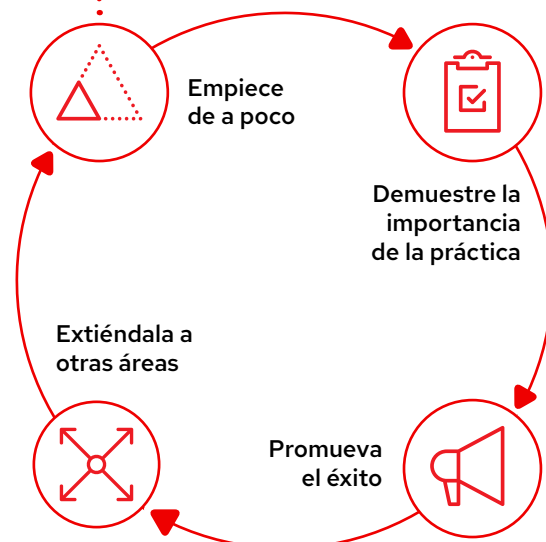 Empiece
de a poco
Demuestre la
importancia
de la práctica
Extiéndala a
otras áreas
Promueva
el éxito